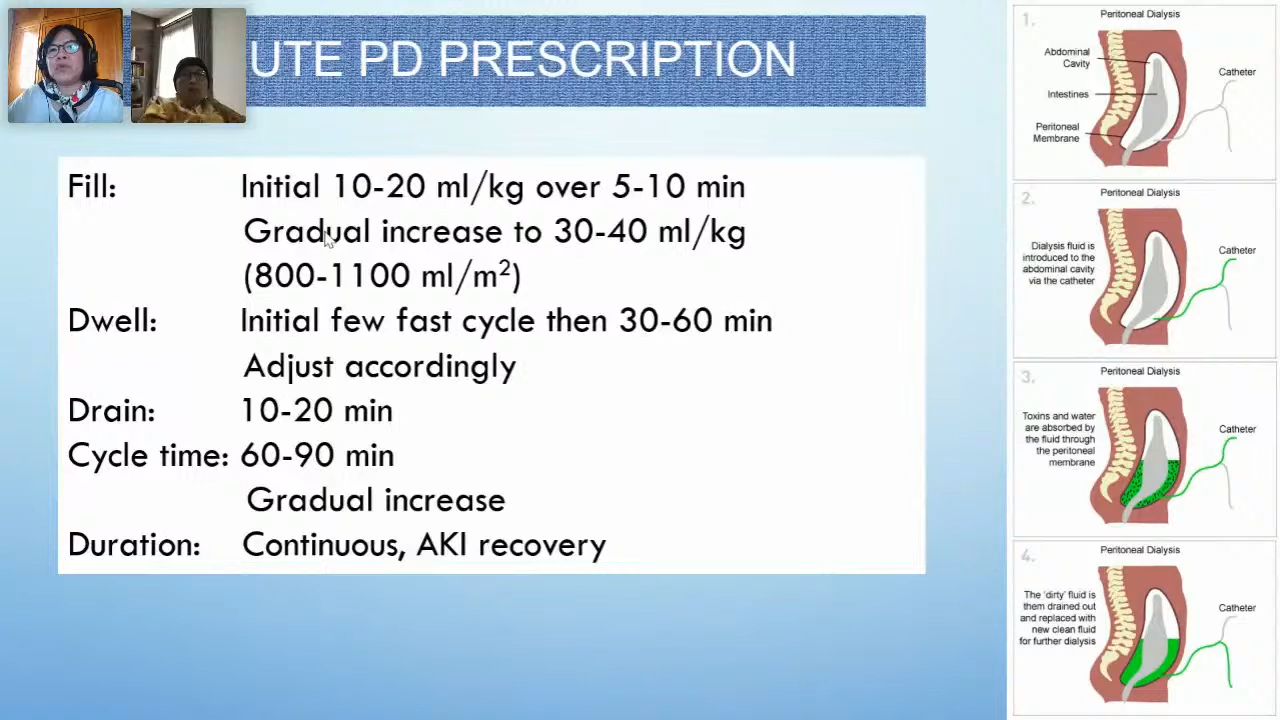 UTE PD PRESCRIPTION
Fill: Initial 10-20 ml/kg over 5-10 min
Gradual increase to 30-40 ml/kg
(800-1100 ml/m²)
Dwell: Initial few fast cycle then 30-60 min
Adjust accordingly
Drain: 10-20 min
Cycle time: 60-90 min
Gradual increase
Duration: Continuous, AKI recovery
1.
Peritoneal Dialysis
Abdominal
Cavity
Catheter
Intestines
Peritoneal
Membrane
2.
Peritoneal Dialysis
Dialysis fluid is
introduced to the
abdominal cavity
via the catheter
Catheter
3.
Peritoneal Dialysis
Toxins and water
are absorbed by
the fluid through
the peritoneal
membrane
Catheter
4.
Peritoneal Dialysis
The 'dirty' fluid is
them drained out
and replaced with
new clean fluid
for further dialysis
Catheter